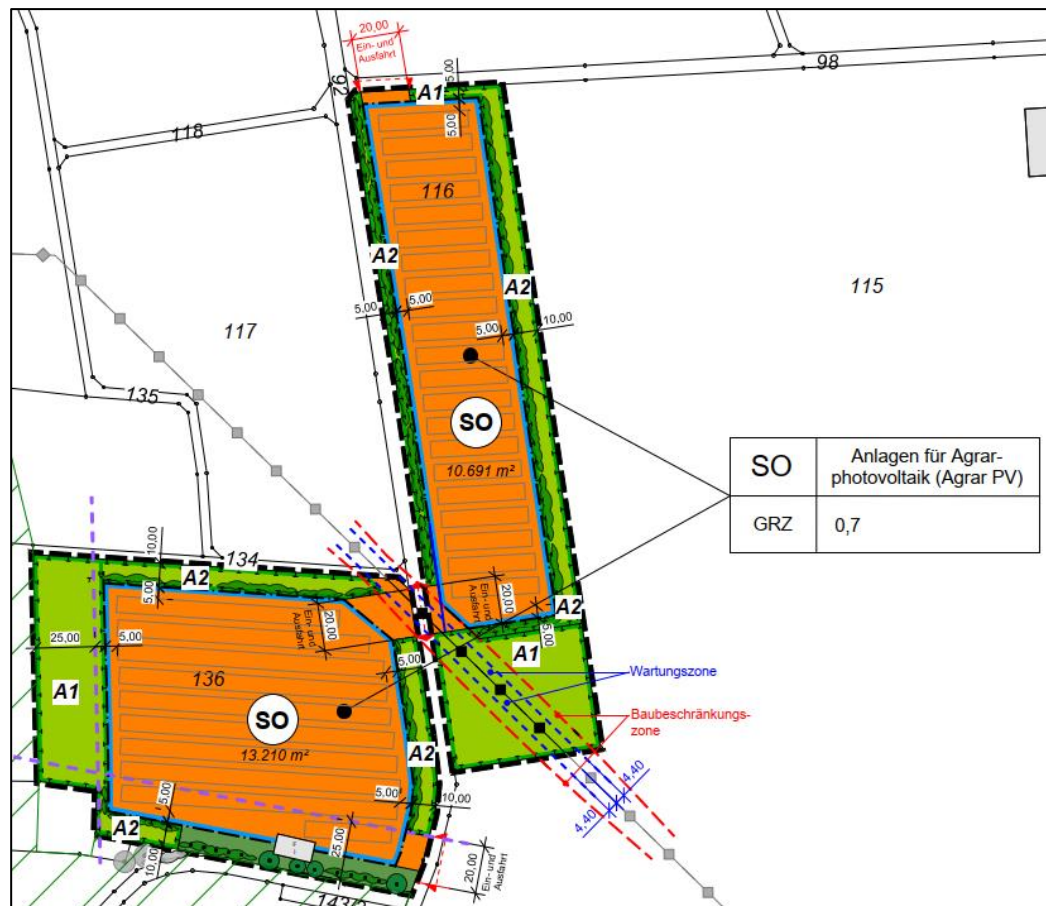 20,00
Ein- und
Ausfahrt
98
92
A1
5,00
5,00
118
116
A2
A2
115
5,00
5,00
5,00
10,00
117
135
SO
10.691 m²
SO
Anlagen für Agrar-
photovoltaik (Agrar PV)
GRZ
0,7
134
10,00
A2
5,00
20,00
Ein- und
Ausfahrt
20,00
Ein- und
Ausfahrt
A2
5,00
25,00
5,00
5,00
A1
Wartungszone
136
A1
SO
Baubeschränkungs-
zone
13.210 m²
A2
4,40
4,40
5,00
5,00
10,00
A2
25,00
10,00
20,00
Ein- und
Ausfahrt